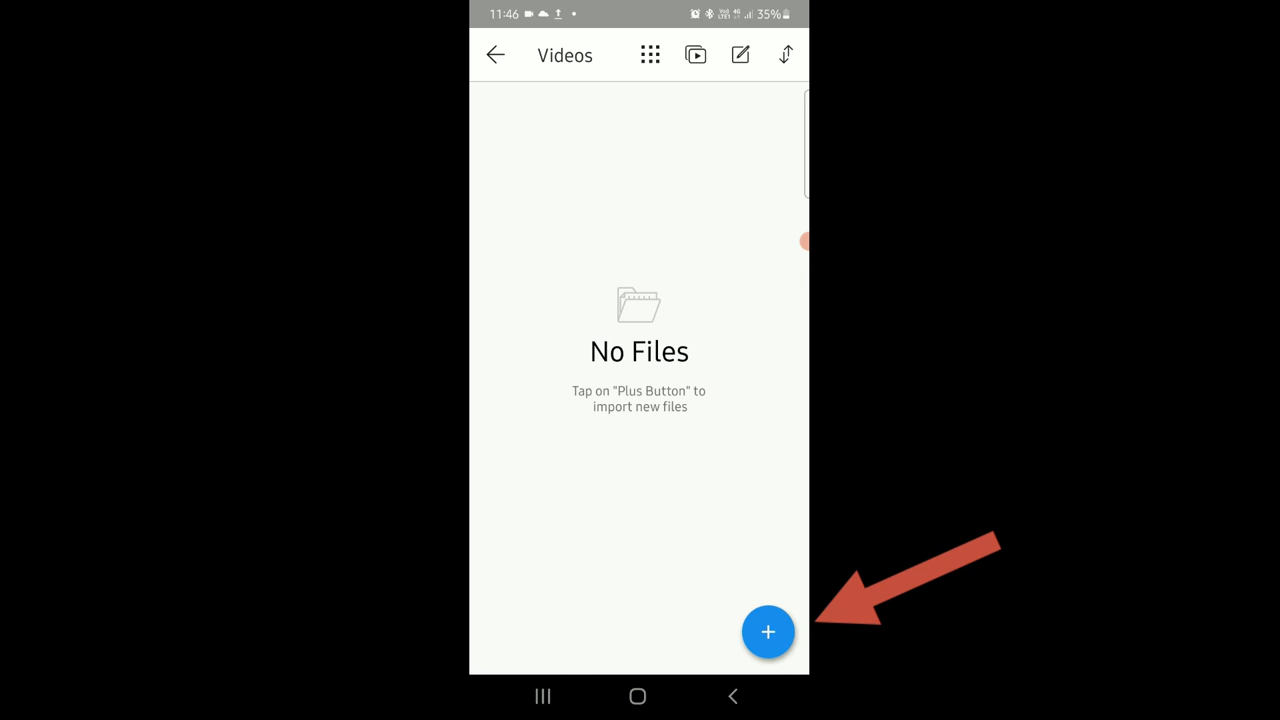 11:46 35%
Videos
No Files
Tap on "Plus Button" to
import new files